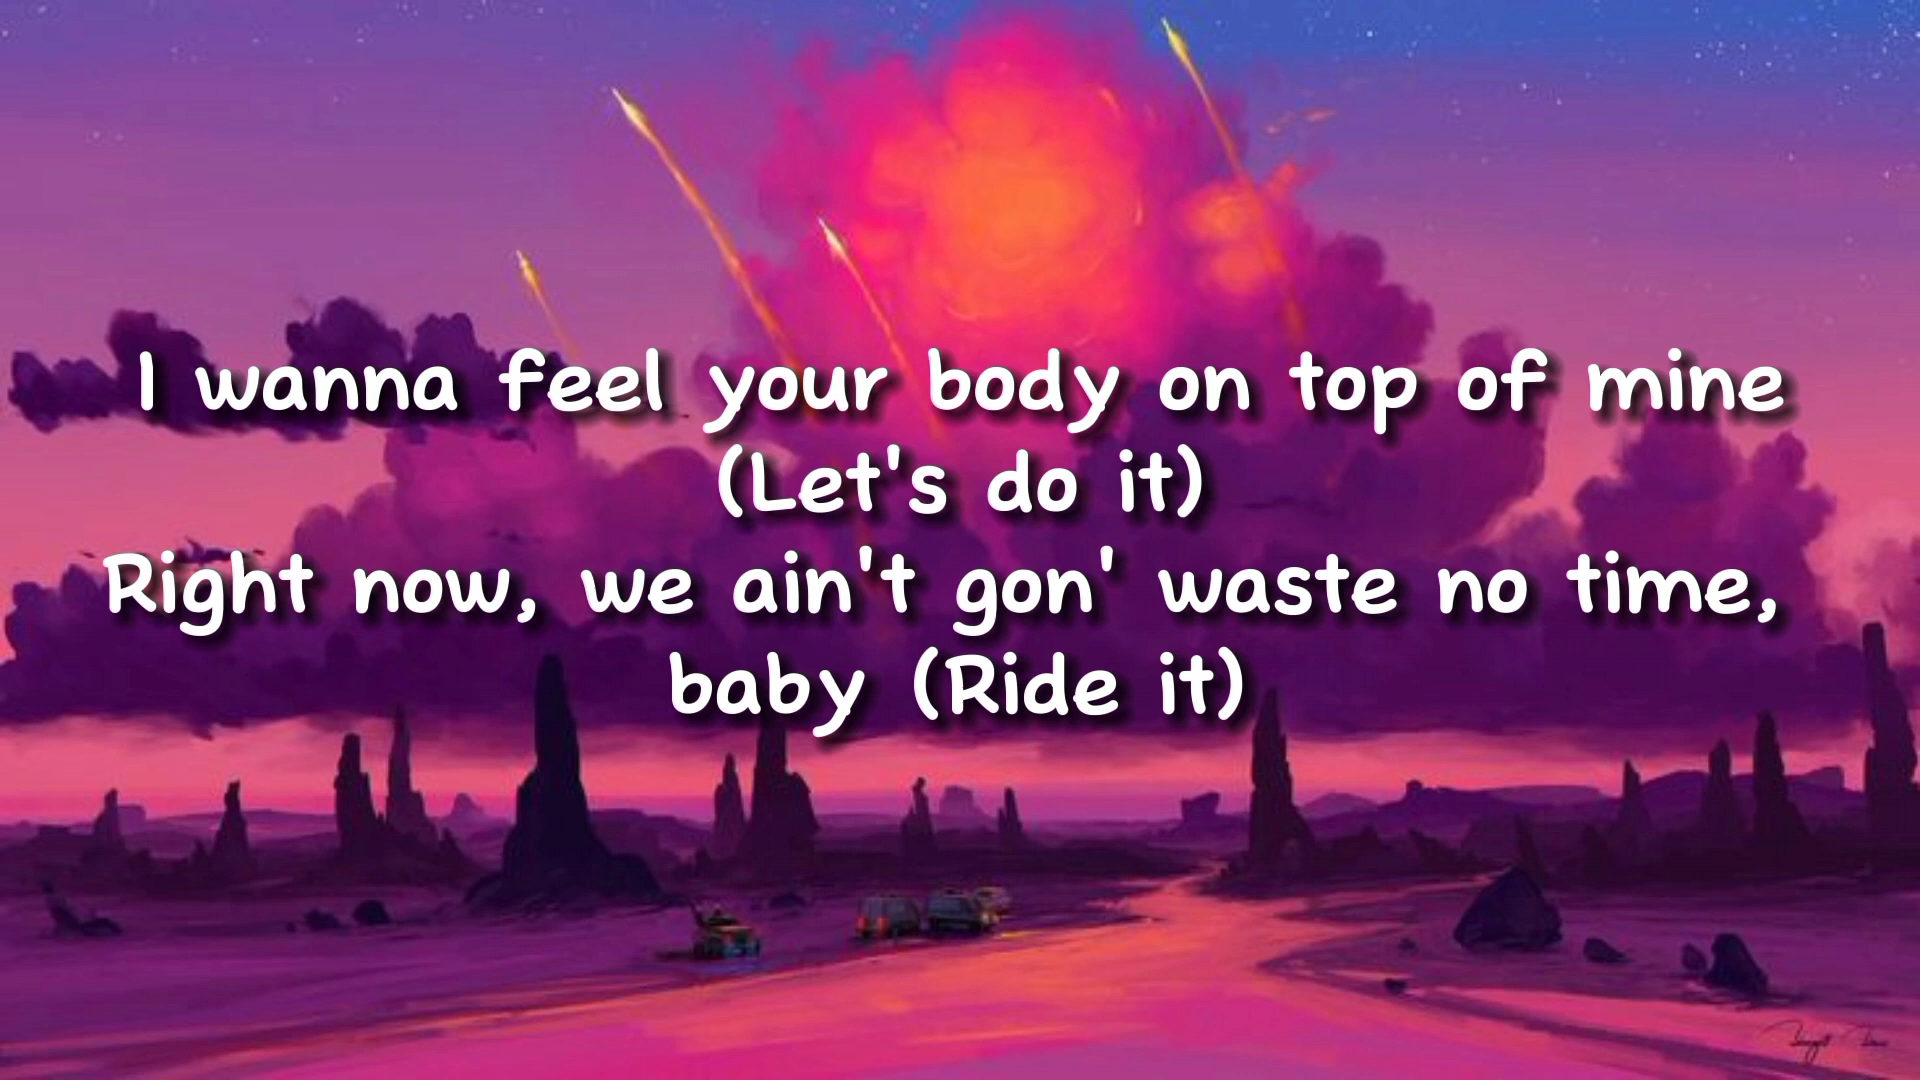 I wanna feel your body on top of mine
(Let's do it)
Right now, we ain't gon' waste no time,
baby (Ride it)